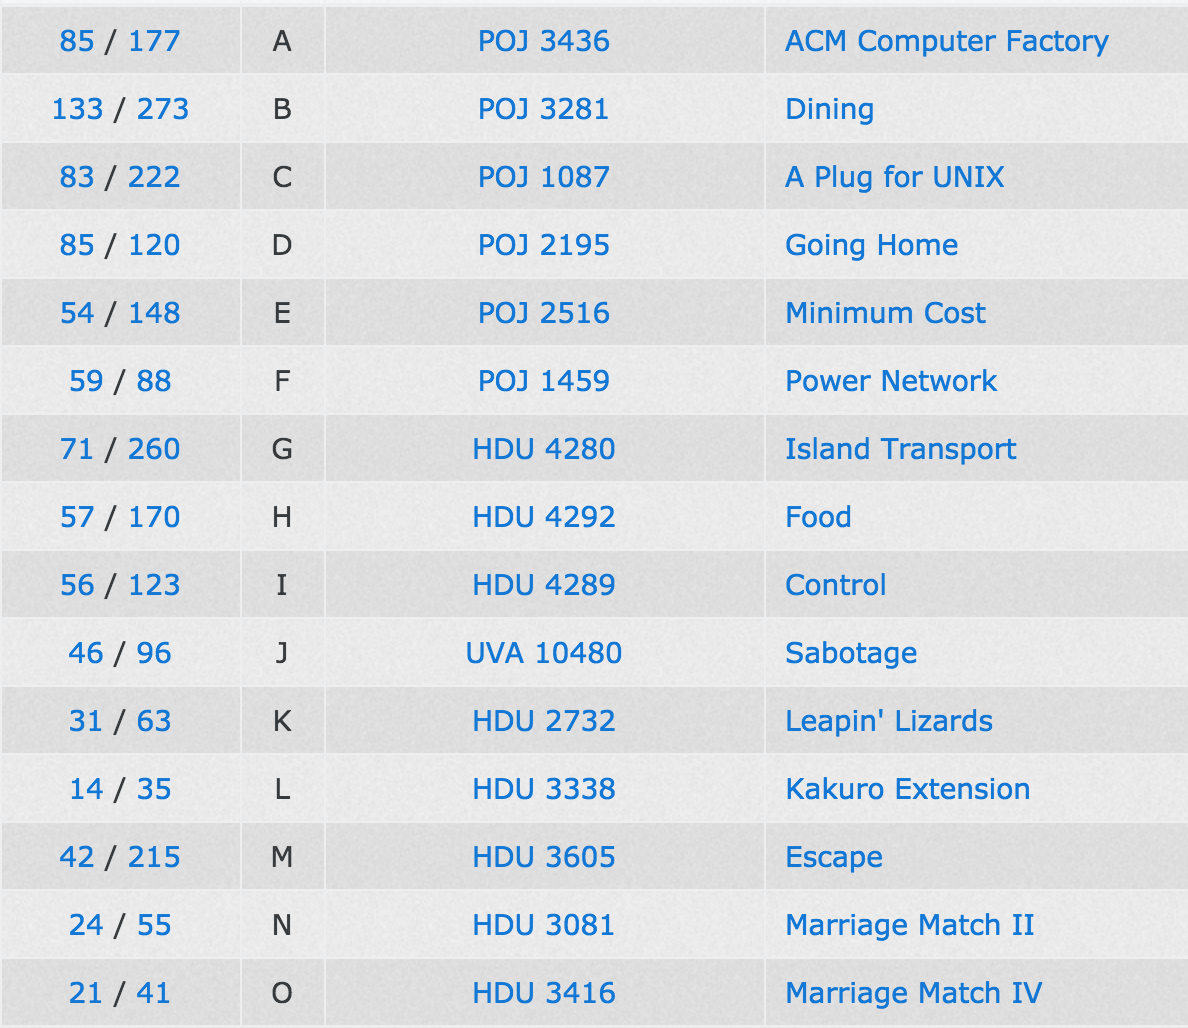 85 / 177 A POJ 3436 ACM Computer Factory
133 / 273 B POJ 3281 Dining
83 / 222 C POJ 1087 A Plug for UNIX
85 / 120 D POJ 2195 Going Home
54 / 148 E POJ 2516 Minimum Cost
59 / 88 F POJ 1459 Power Network
71 / 260 G HDU 4280 Island Transport
57 / 170 H HDU 4292 Food
56 / 123 I HDU 4289 Control
46 / 96 J UVA 10480 Sabotage
31 / 63 K HDU 2732 Leapin' Lizards
14 / 35 L HDU 3338 Kakuro Extension
42 / 215 M HDU 3605 Escape
24 / 55 N HDU 3081 Marriage Match II
21 / 41 O HDU 3416 Marriage Match IV